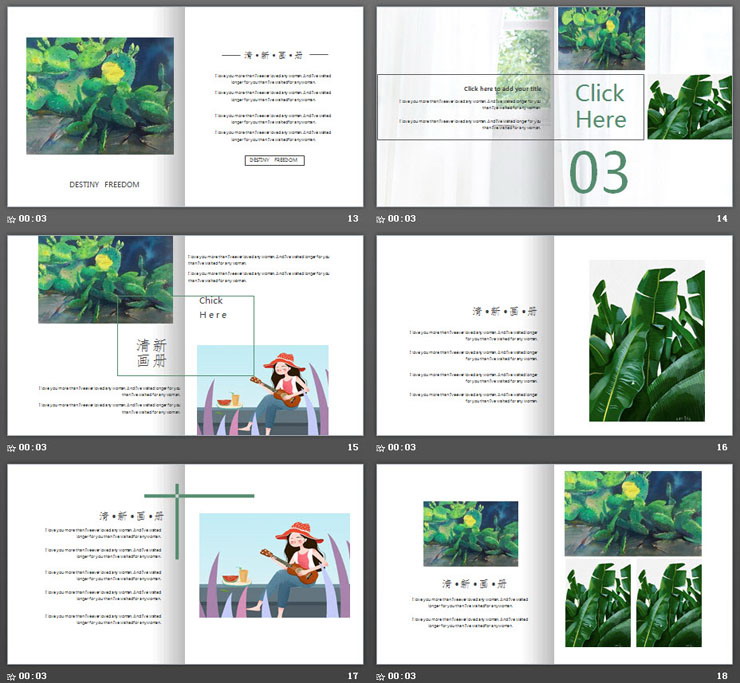 清•新•画•册
I love you more than I've ever loved any women. And I've waited
longer for you than I've waited for any women.
I love you more than I've ever loved any women. And I've waited
longer for you than I've waited for any women.
I love you more than I've ever loved any women. And I've waited
longer for you than I've waited for any women.
I love you more than I've ever loved any women. And I've waited
longer for you than I've waited for any women.
DESTINY FREEDOM
DESTINY FREEDOM
00:03
13
Click here to add your title
I love you more than I've ever loved any women. And I've waited longer for you
than I've waited for any women.
I love you more than I've ever loved any women. And I've waited longer for you
than I've waited for any women.
Click
Here
03
00:03
14
I love you more than I've ever loved any women. And I've waited longer for you
than I've waited for any women.
I love you more than I've ever loved any women. And I've waited longer for you
than I've waited for any women.
Chick
Here
清新
画册
I love you more than I've ever loved any women. And I've waited longer for you
than I've waited for any women.
I love you more than I've ever loved any women. And I've waited longer for you
than I've waited for any women.
00:03
15
清•新•画•册
I love you more than I've ever loved any women. And I've waited longer
for you than I've waited for any women.
I love you more than I've ever loved any women. And I've waited longer
for you than I've waited for any women.
I love you more than I've ever loved any women. And I've waited longer
for you than I've waited for any women.
I love you more than I've ever loved any women. And I've waited longer
for you than I've waited for any women.
00:03
16
清•新•画•册
I love you more than I've ever loved any women. And I've waited
longer for you than I've waited for any women.
I love you more than I've ever loved any women. And I've waited
longer for you than I've waited for any women.
I love you more than I've ever loved any women. And I've waited
longer for you than I've waited for any women.
I love you more than I've ever loved any women. And I've waited
longer for you than I've waited for any women.
I love you more than I've ever loved any women. And I've waited
longer for you than I've waited for any women.
00:03
17
清•新•画•册
I love you more than I've ever loved any women. And I've waited
longer for you than I've waited for any women.
I love you more than I've ever loved any women. And I've waited
longer for you than I've waited for any women.
00:03
18